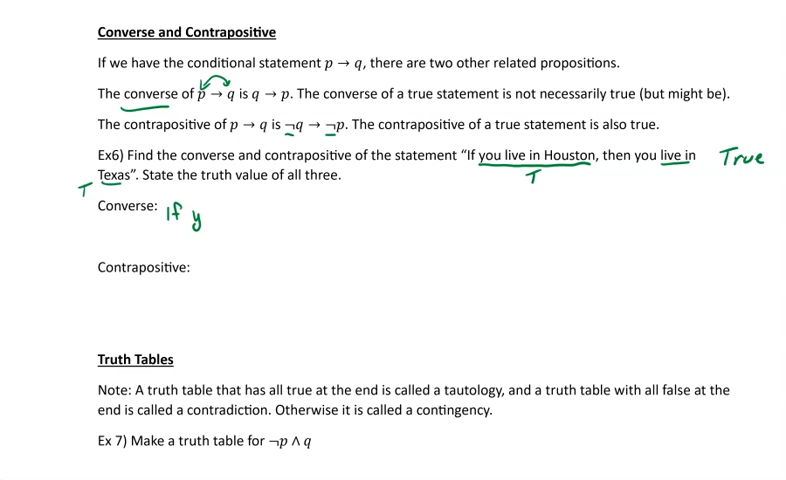 Converse and Contrapositive
If we have the conditional statement p → q, there are two other related propositions.
The converse of p → q is q → p. The converse of a true statement is not necessarily true (but might be).
The contrapositive of p → q is ¬q → ¬p. The contrapositive of a true statement is also true.
Ex6) Find the converse and contrapositive of the statement “If you live in Houston, then you live in True
Texas”. State the truth value of all three.
T T
Converse: If y
Contrapositive:
Truth Tables
Note: A truth table that has all true at the end is called a tautology, and a truth table with all false at the
end is called a contradiction. Otherwise it is called a contingency.
Ex 7) Make a truth table for ¬p ∧ q